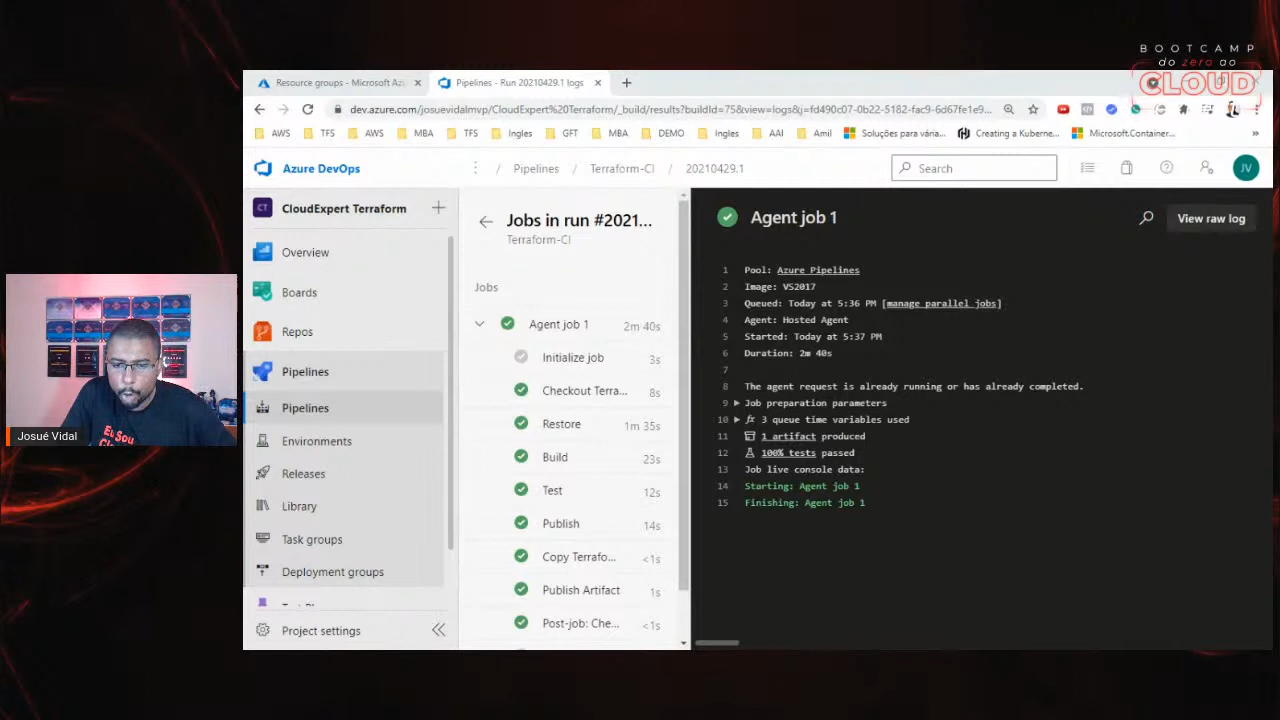 BOOTCAMP
do zero ao
CLOUD
Resource groups - Microsoft Az
Pipelines - Run 20210429.1 logs
dev.azure.com/josuevidalmvp/CloudExpert%20Terraform/_build/results?buildId=75&view=logs&j=fd490c07-0b22-5182-fac9-6d67fe1e9...
AWS
TFS
AWS
MBA
TFS
Ingles
GFT
MBA
DEMO
Ingles
AAI
Amil
Soluções para vária...
Creating a Kuberne...
Microsoft.Container...
Azure DevOps
/ Pipelines / Terraform-CI / 20210429.1
Search
JV
CT
CloudExpert Terraform
Overview
Boards
Repos
Pipelines
Pipelines
Environments
Releases
Library
Task groups
Deployment groups
Project settings
Jobs in run #2021...
Terraform-CI
Jobs
Agent job 1 2m 40s
Initialize job 3s
Checkout Terra... 8s
Restore 1m 35s
Build 23s
Test 12s
Publish 14s
Copy Terrafo... <1s
Publish Artifact 1s
Post-job: Che... <1s
Agent job 1
View raw log
1 Pool: Azure Pipelines
2 Image: VS2017
3 Queued: Today at 5:36 PM [manage parallel jobs]
4 Agent: Hosted Agent
5 Started: Today at 5:37 PM
6 Duration: 2m 40s
7
8 The agent request is already running or has already completed.
9 Job preparation parameters
10 fx 3 queue time variables used
11 1 artifact produced
12 100% tests passed
13 Job live console data:
14 Starting: Agent job 1
15 Finishing: Agent job 1
Josué Vidal